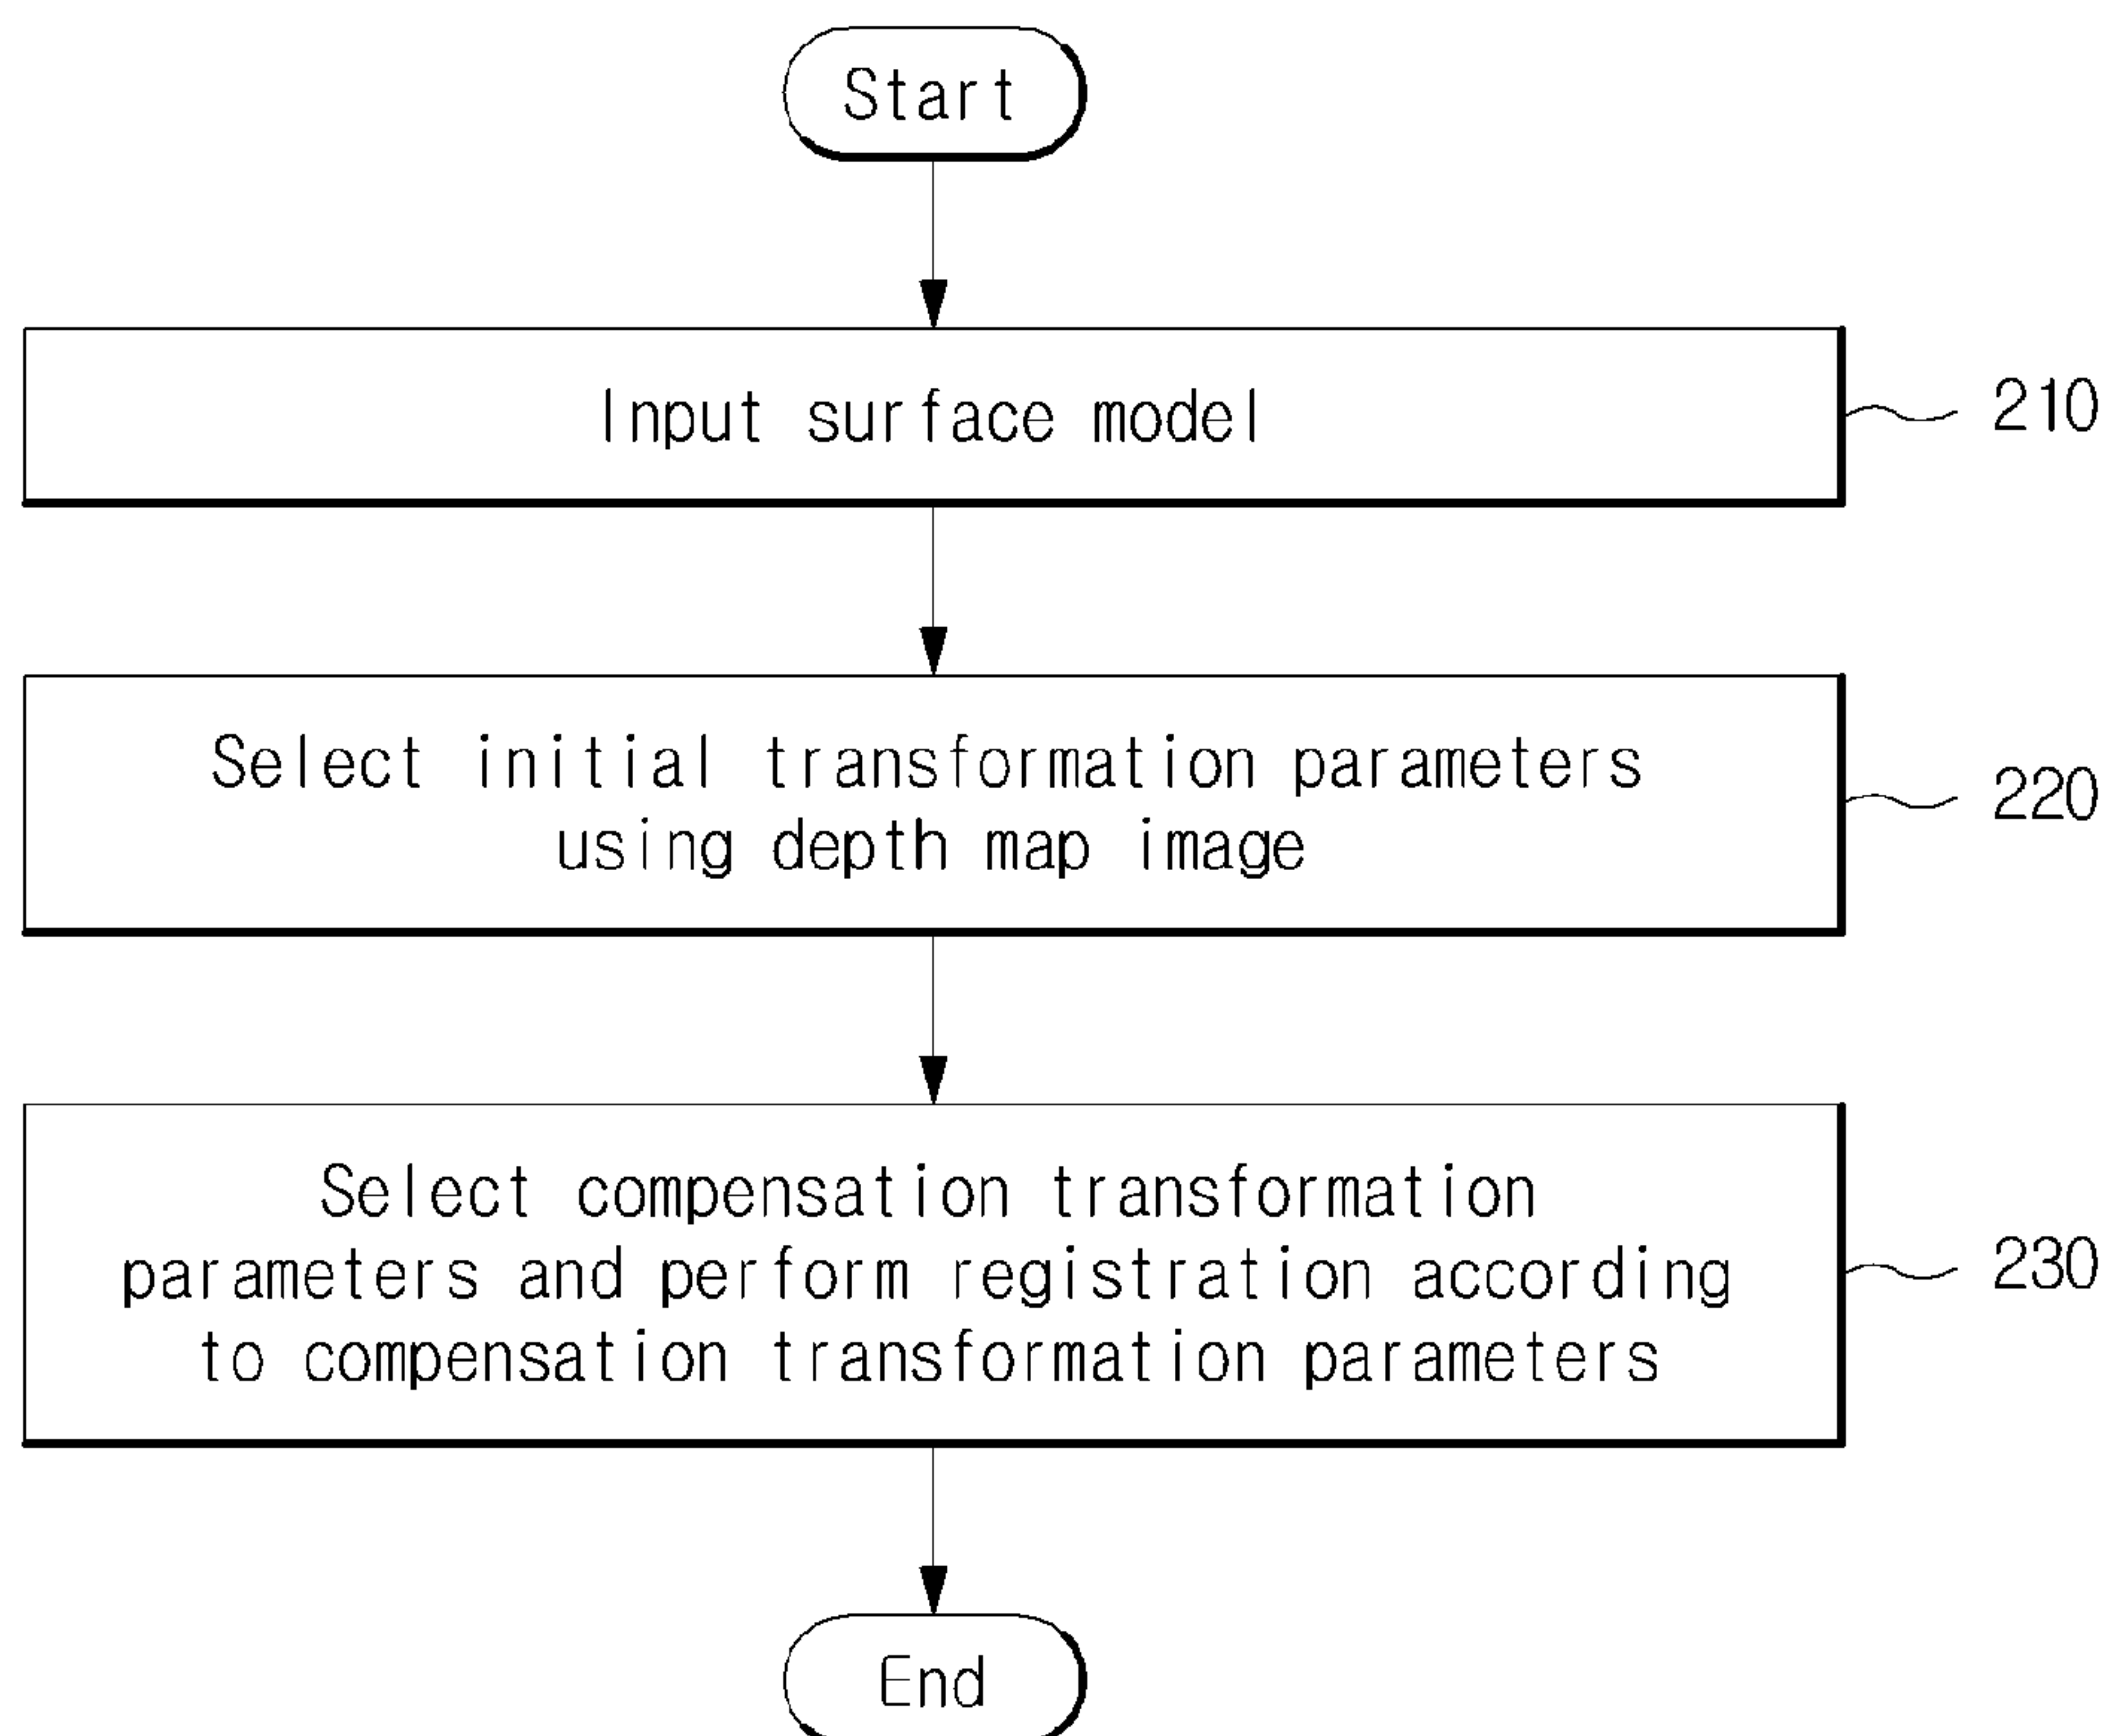 Start
Input surface model
210
Select initial transformation parameters
using depth map image
220
Select compensation transformation
parameters and perform registration according
to compensation transformation parameters
230
End